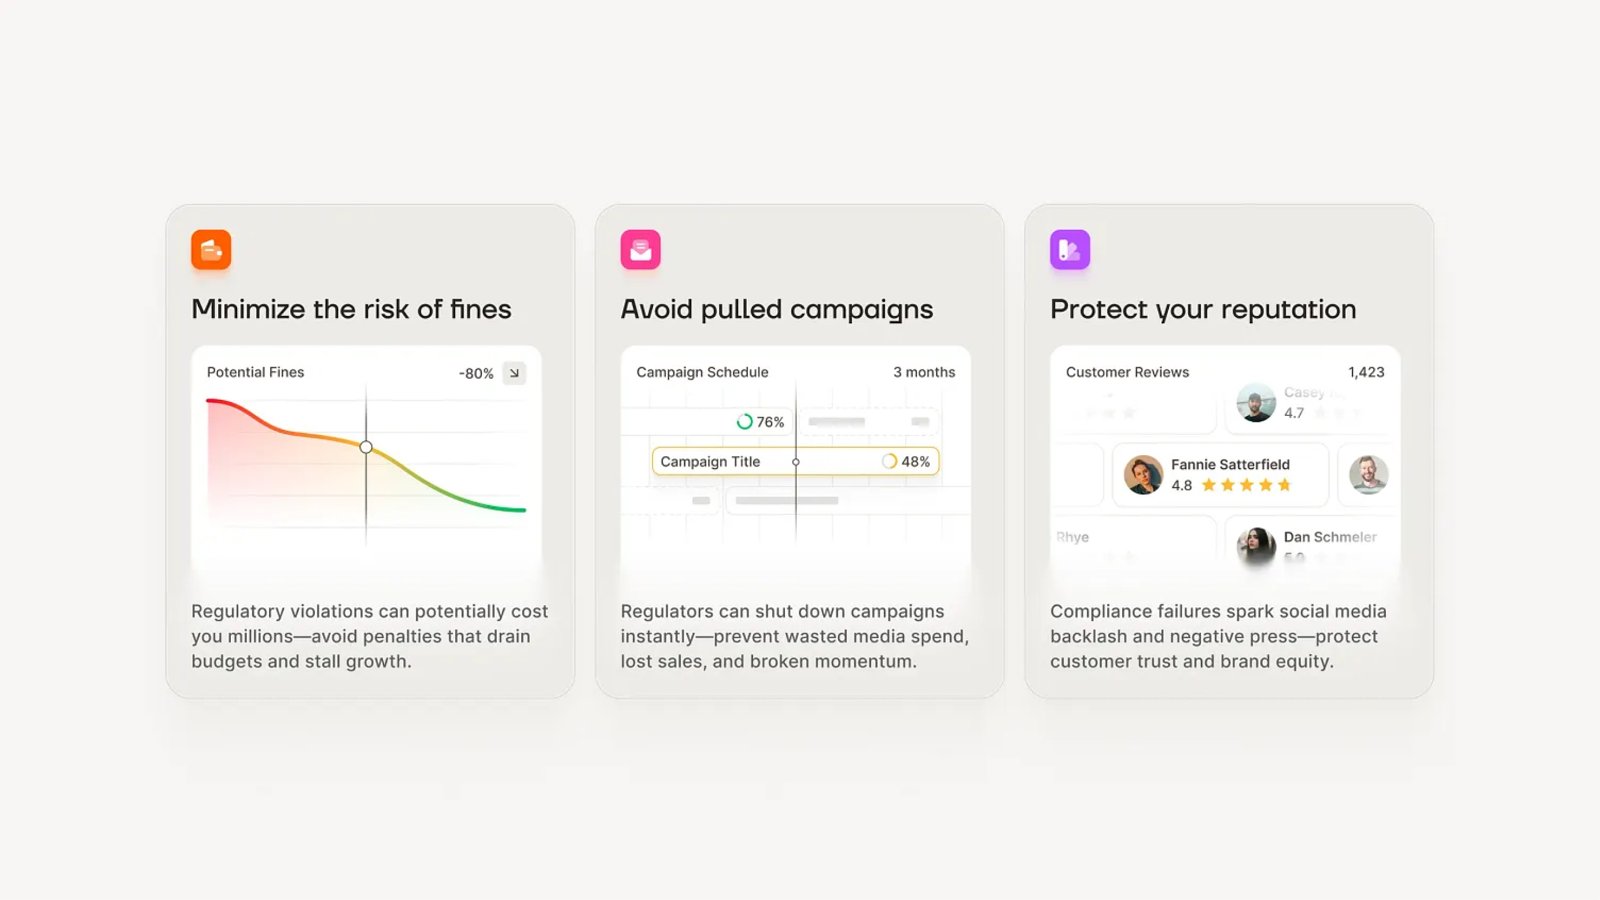 Minimize the risk of fines
Potential Fines
-80%
Regulatory violations can potentially cost
you millions—avoid penalties that drain
budgets and stall growth.
Avoid pulled campaigns
Campaign Schedule
3 months
76%
Campaign Title
48%
Regulators can shut down campaigns
instantly—prevent wasted media spend,
lost sales, and broken momentum.
Protect your reputation
Customer Reviews
1,423
Casey
4.7
Fannie Satterfield
4.8
Rhye
Dan Schmeler
Compliance failures spark social media
backlash and negative press—protect
customer trust and brand equity.